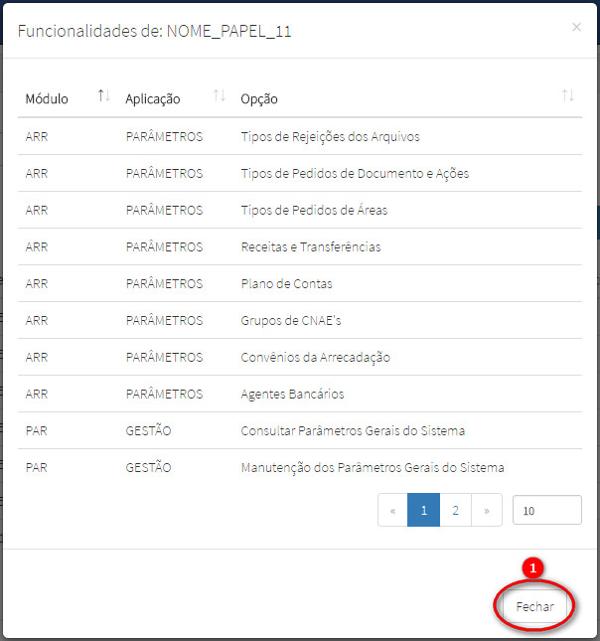 Funcionalidades de: NOME_PAPEL_11 ×
Módulo Aplicação Opção
ARR PARÂMETROS Tipos de Rejeições dos Arquivos
ARR PARÂMETROS Tipos de Pedidos de Documento e Ações
ARR PARÂMETROS Tipos de Pedidos de Áreas
ARR PARÂMETROS Receitas e Transferências
ARR PARÂMETROS Plano de Contas
ARR PARÂMETROS Grupos de CNAE's
ARR PARÂMETROS Convênios da Arrecadação
ARR PARÂMETROS Agentes Bancários
PAR GESTÃO Consultar Parâmetros Gerais do Sistema
PAR GESTÃO Manutenção dos Parâmetros Gerais do Sistema
« 1 2 » 10
1
Fechar